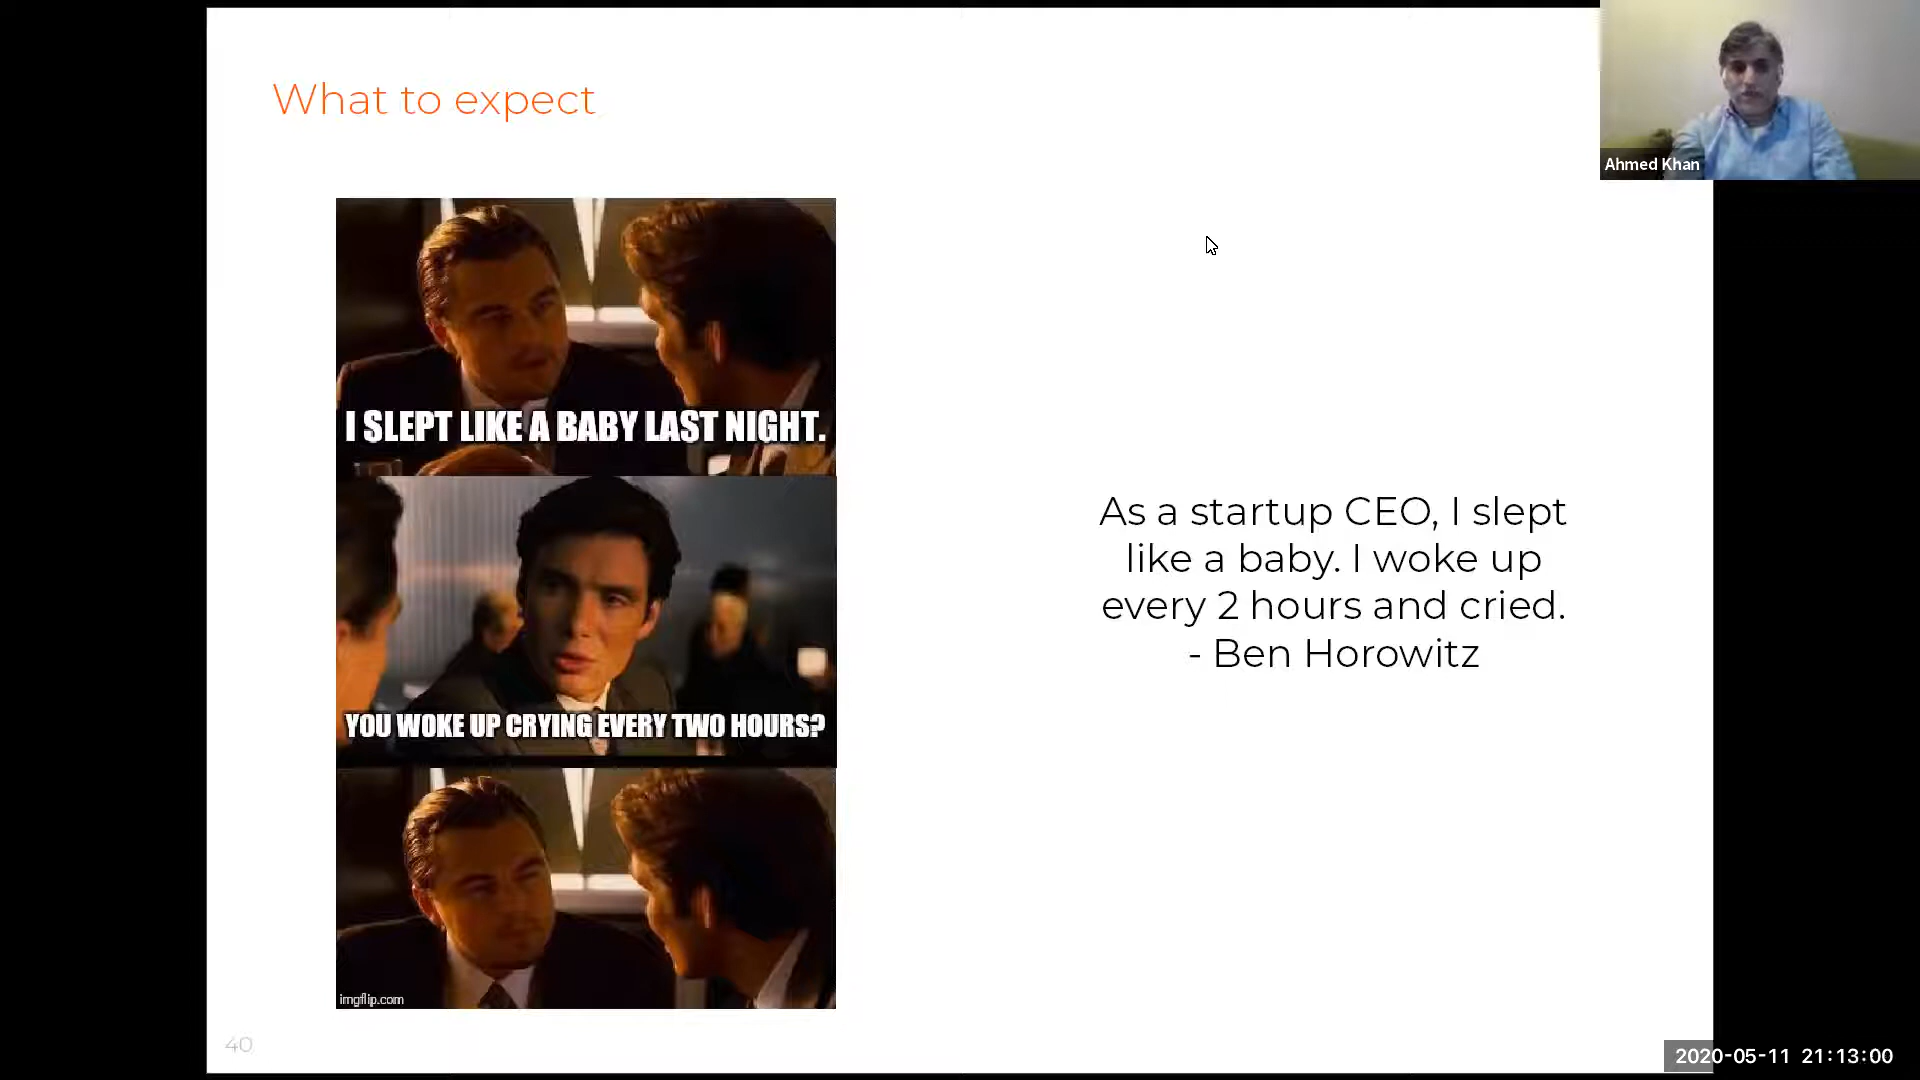 What to expect
Ahmed Khan
I SLEPT LIKE A BABY LAST NIGHT.
YOU WOKE UP CRYING EVERY TWO HOURS?
imgflip.com
As a startup CEO, I slept
like a baby. I woke up
every 2 hours and cried.
- Ben Horowitz
40
2020-05-11 21:13:00